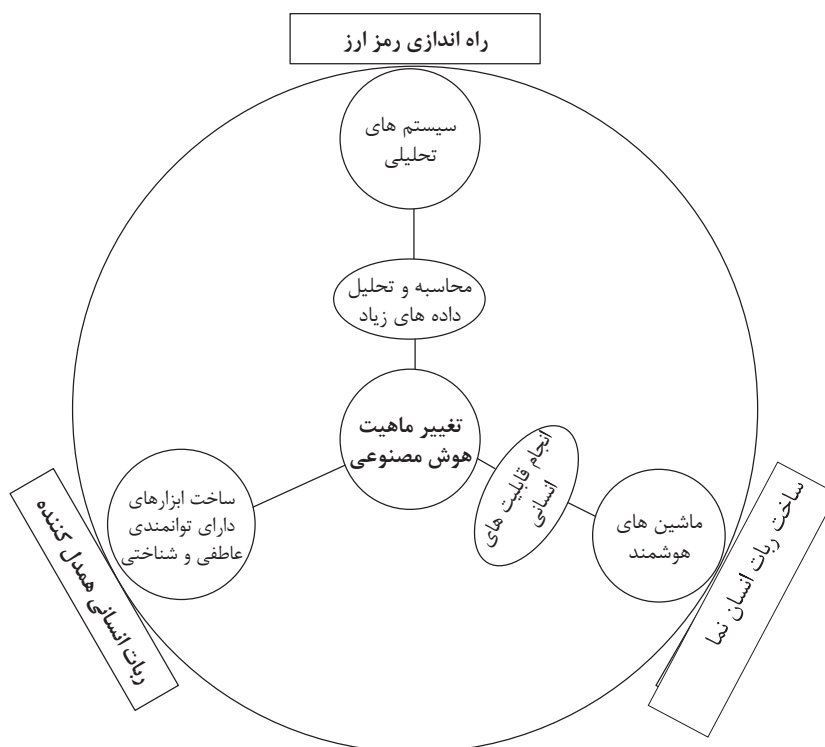 راه اندازی رمز ارز
سیستم های
تحلیلی
محاسبه و تحلیل
داده های زیاد
تغییر ماهیت
هوش مصنوعی
انجام قابلیت های
انسانی
ماشین های
هوشمند
ساخت ربات انسان نما
ساخت ابزارهای
دارای توانمندی
عاطفی و شناختی
ربات انسانی همدل کننده